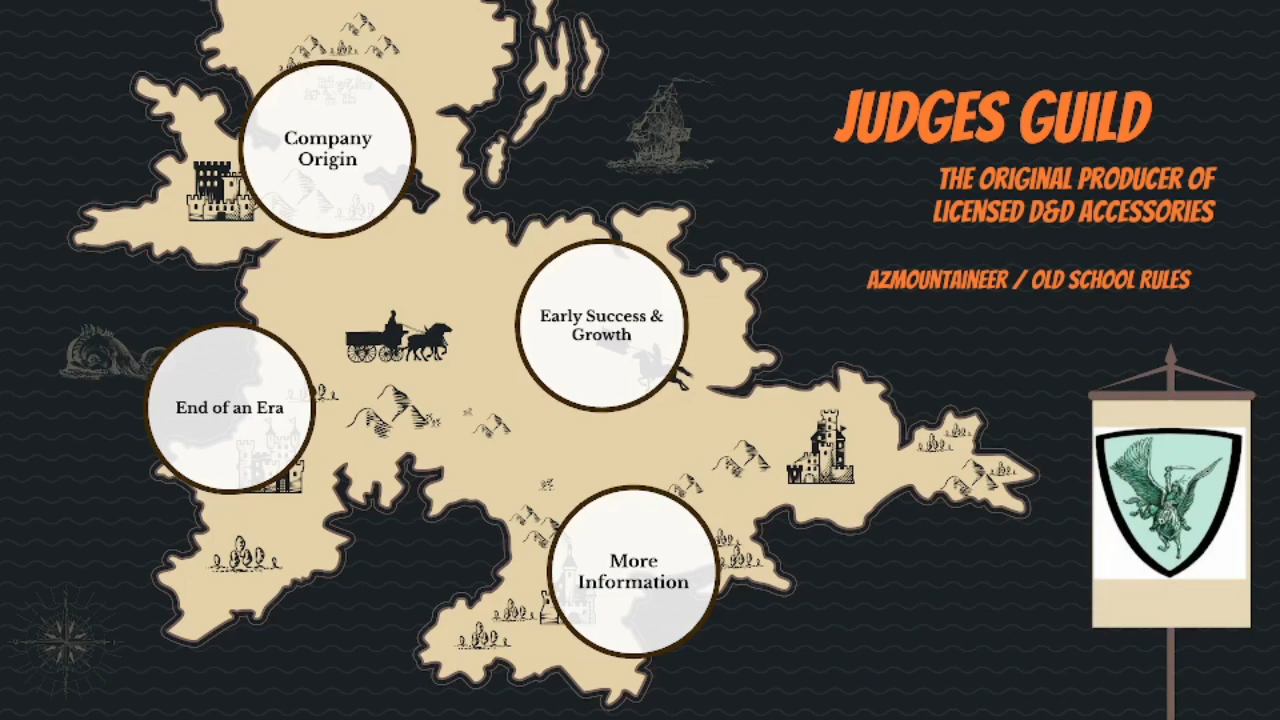 JUDGES GUILD
THE ORIGINAL PRODUCER OF
LICENSED D&D ACCESSORIES
AZMOUNTAINEER / OLD SCHOOL RULES
Company
Origin
Early Success &
Growth
End of an Era
More
Information